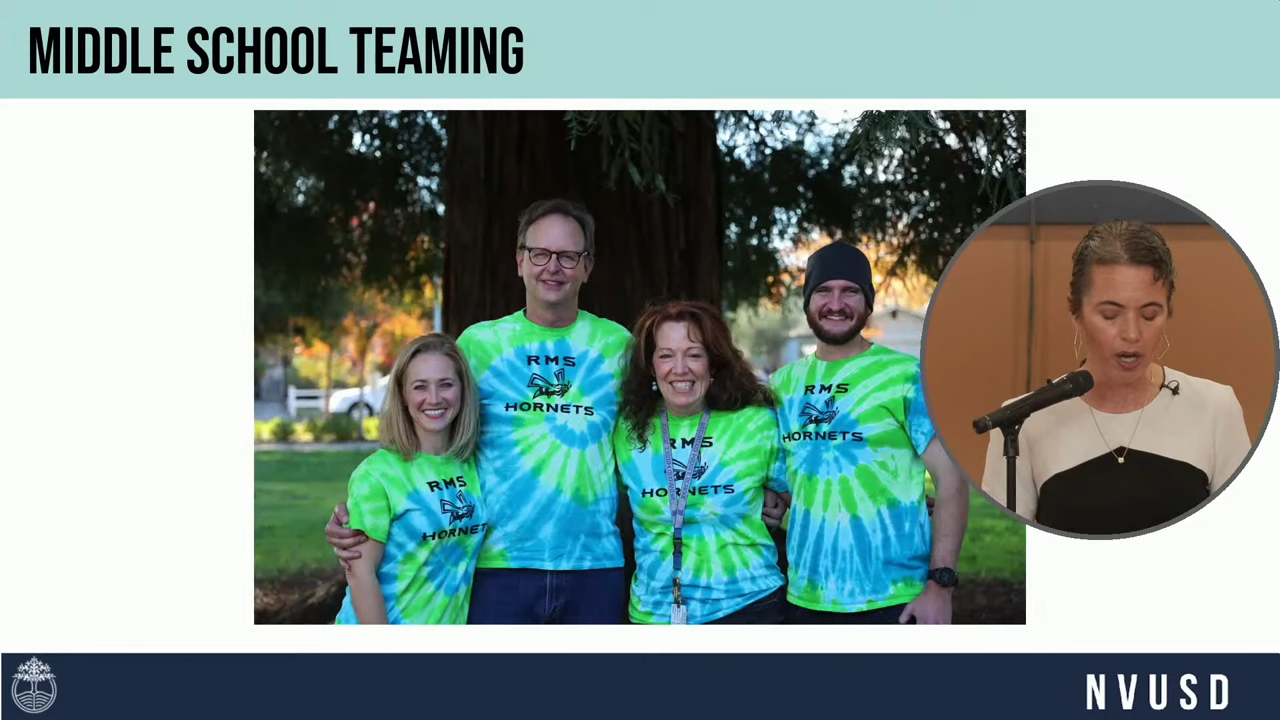 MIDDLE SCHOOL TEAMING
RMS
HORNETS
RMS
HORNETS
RMS
HORNETS
RMS
HORNETS
NVUSD